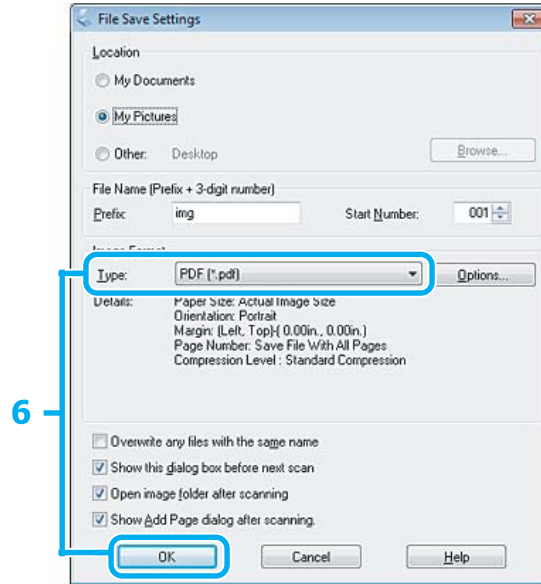 File Save Settings
Location
My Documents
My Pictures
Other: Desktop Browse...
File Name (Prefix + 3-digit number)
Prefix: img Start Number: 001
Image Format
Type: PDF (*.pdf) Options...
Details: Paper Size: Actual Image Size
Orientation: Portrait
Margin: (Left, Top)( 0.00in., 0.00in.)
Page Number: Save File With All Pages
Compression Level : Standard Compression
6
Overwrite any files with the same name
Show this dialog box before next scan
Open image folder after scanning
Show Add Page dialog after scanning.
OK Cancel Help